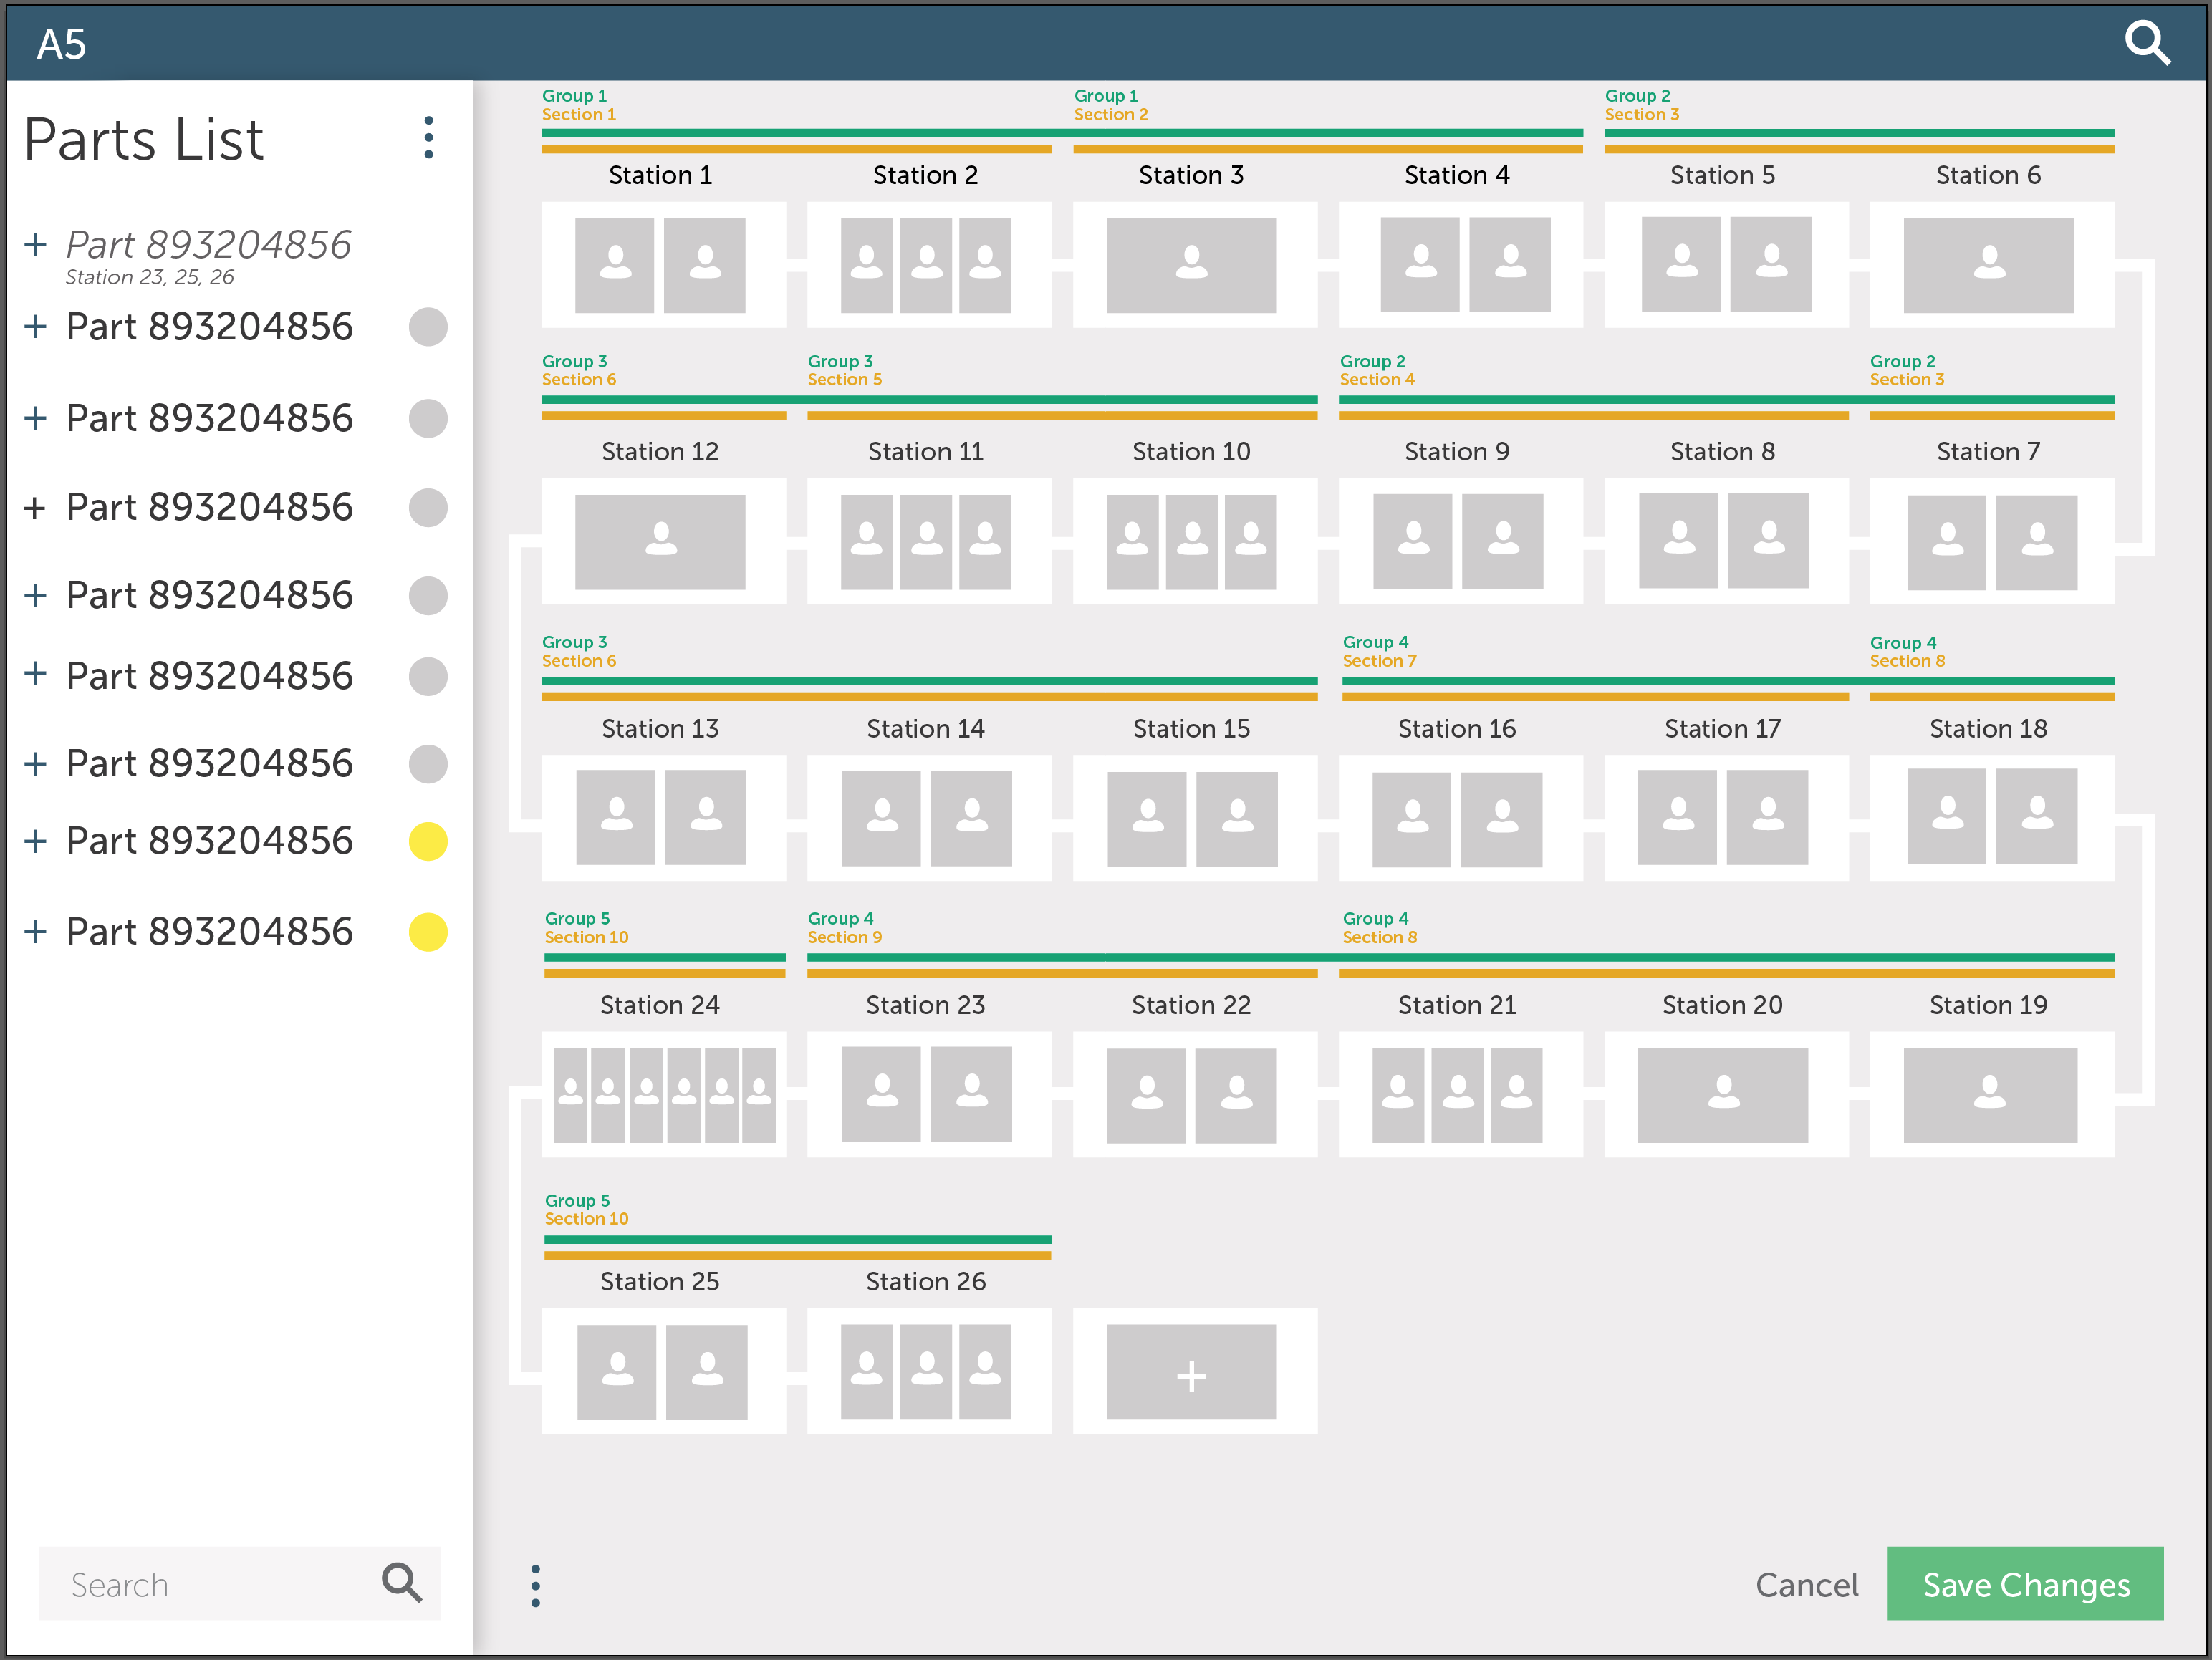 A5
Parts List
+ Part 893204856
Station 23, 25, 26
+ Part 893204856
+ Part 893204856
+ Part 893204856
+ Part 893204856
+ Part 893204856
+ Part 893204856
+ Part 893204856
+ Part 893204856
Search
Group 1 Group 1 Group 2
Section 1 Section 2 Section 3
Station 1 Station 2 Station 3 Station 4 Station 5 Station 6
Group 3 Group 3 Group 2 Group 2
Section 6 Section 5 Section 4 Section 3
Station 12 Station 11 Station 10 Station 9 Station 8 Station 7
Group 3 Group 4 Group 4
Section 6 Section 7 Section 8
Station 13 Station 14 Station 15 Station 16 Station 17 Station 18
Group 5 Group 4 Group 4
Section 10 Section 9 Section 8
Station 24 Station 23 Station 22 Station 21 Station 20 Station 19
Group 5
Section 10
Station 25 Station 26
+
Cancel Save Changes